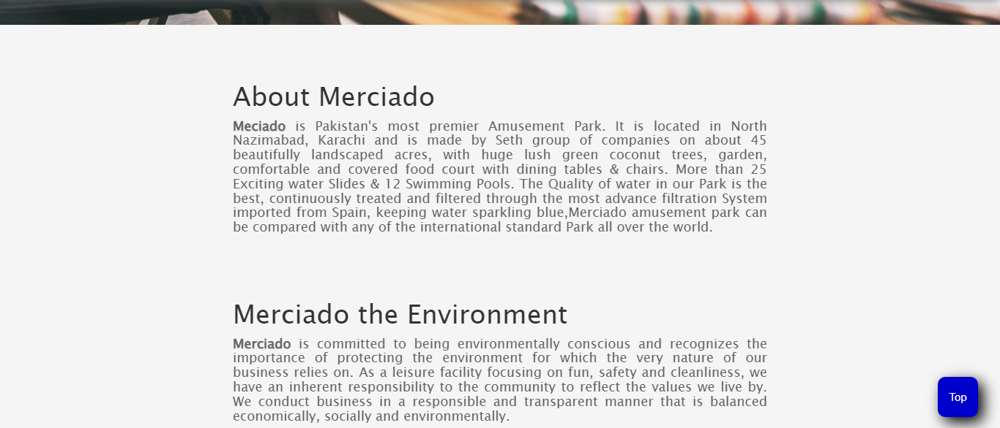 About Merciado
Meciado is Pakistan's most premier Amusement Park. It is located in North
Nazimabad, Karachi and is made by Seth group of companies on about 45
beautifully landscaped acres, with huge lush green coconut trees, garden,
comfortable and covered food court with dining tables & chairs. More than 25
Exciting water Slides & 12 Swimming Pools. The Quality of water in our Park is the
best, continuously treated and filtered through the most advance filtration System
imported from Spain, keeping water sparkling blue,Merciado amusement park can
be compared with any of the international standard Park all over the world.
Merciado the Environment
Merciado is committed to being environmentally conscious and recognizes the
importance of protecting the environment for which the very nature of our
business relies on. As a leisure facility focusing on fun, safety and cleanliness, we
have an inherent responsibility to the community to reflect the values we live by.
We conduct business in a responsible and transparent manner that is balanced
economically, socially and environmentally.
Top